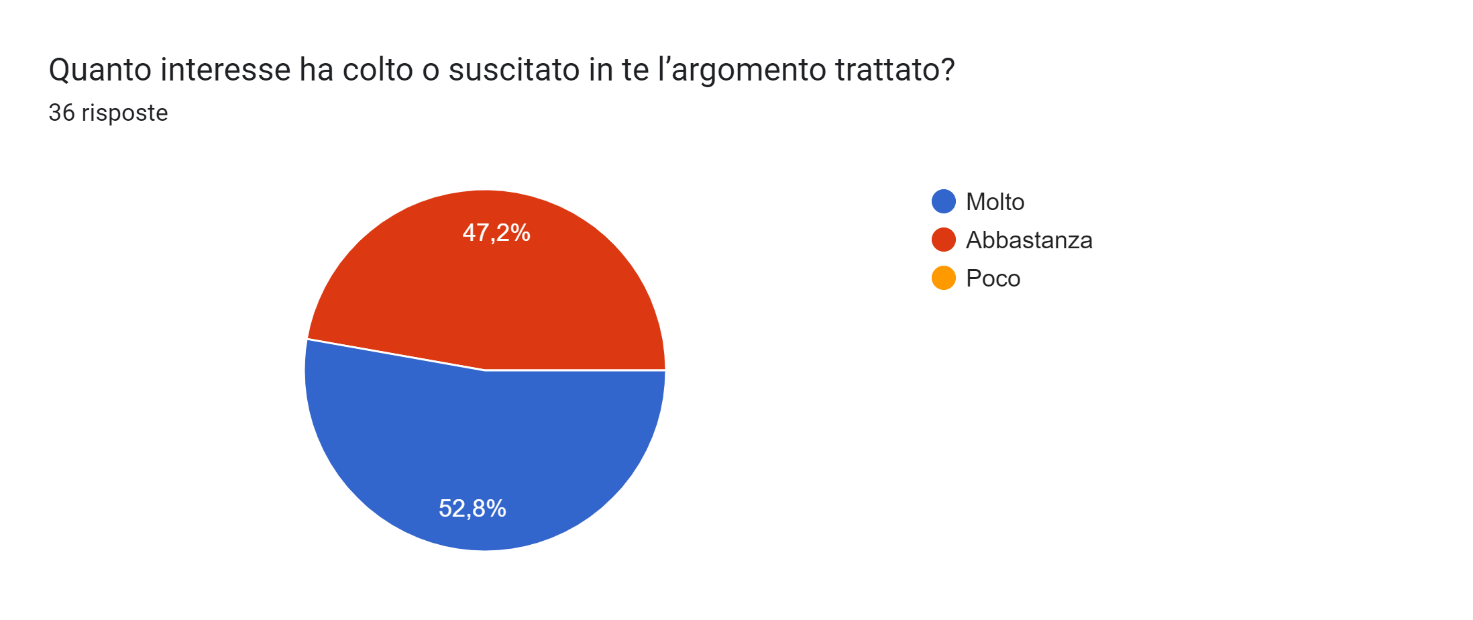 Quanto interesse ha colto o suscitato in te l’argomento trattato?
36 risposte
47,2%
52,8%
Molto
Abbastanza
Poco